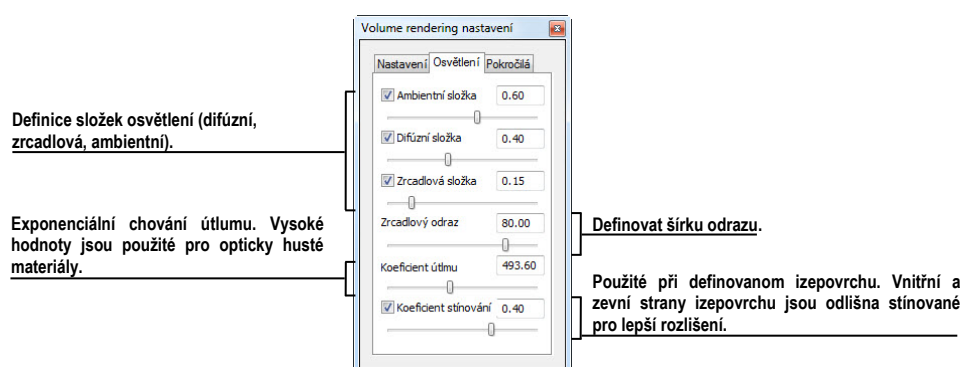 Volume rendering nastavení
Nastavení Osvětlení Pokročilá
Ambientní složka 0.60
Difúzní složka 0.40
Zrcadlová složka 0.15
Zrcadlový odraz 80.00
Koeficient útlmu 493.60
Koeficient stínování 0.40
Definice složek osvětlení (difúzní,
zrcadlová, ambientní).
Exponenciální chování útlumu. Vysoké
hodnoty jsou použité pro opticky husté
materiály.
Definovat šírku odrazu.
Použité při definovanom izepovrchu. Vnitřní a
zevní strany izepovrchu jsou odlišna stínované
pro lepší rozlišení.